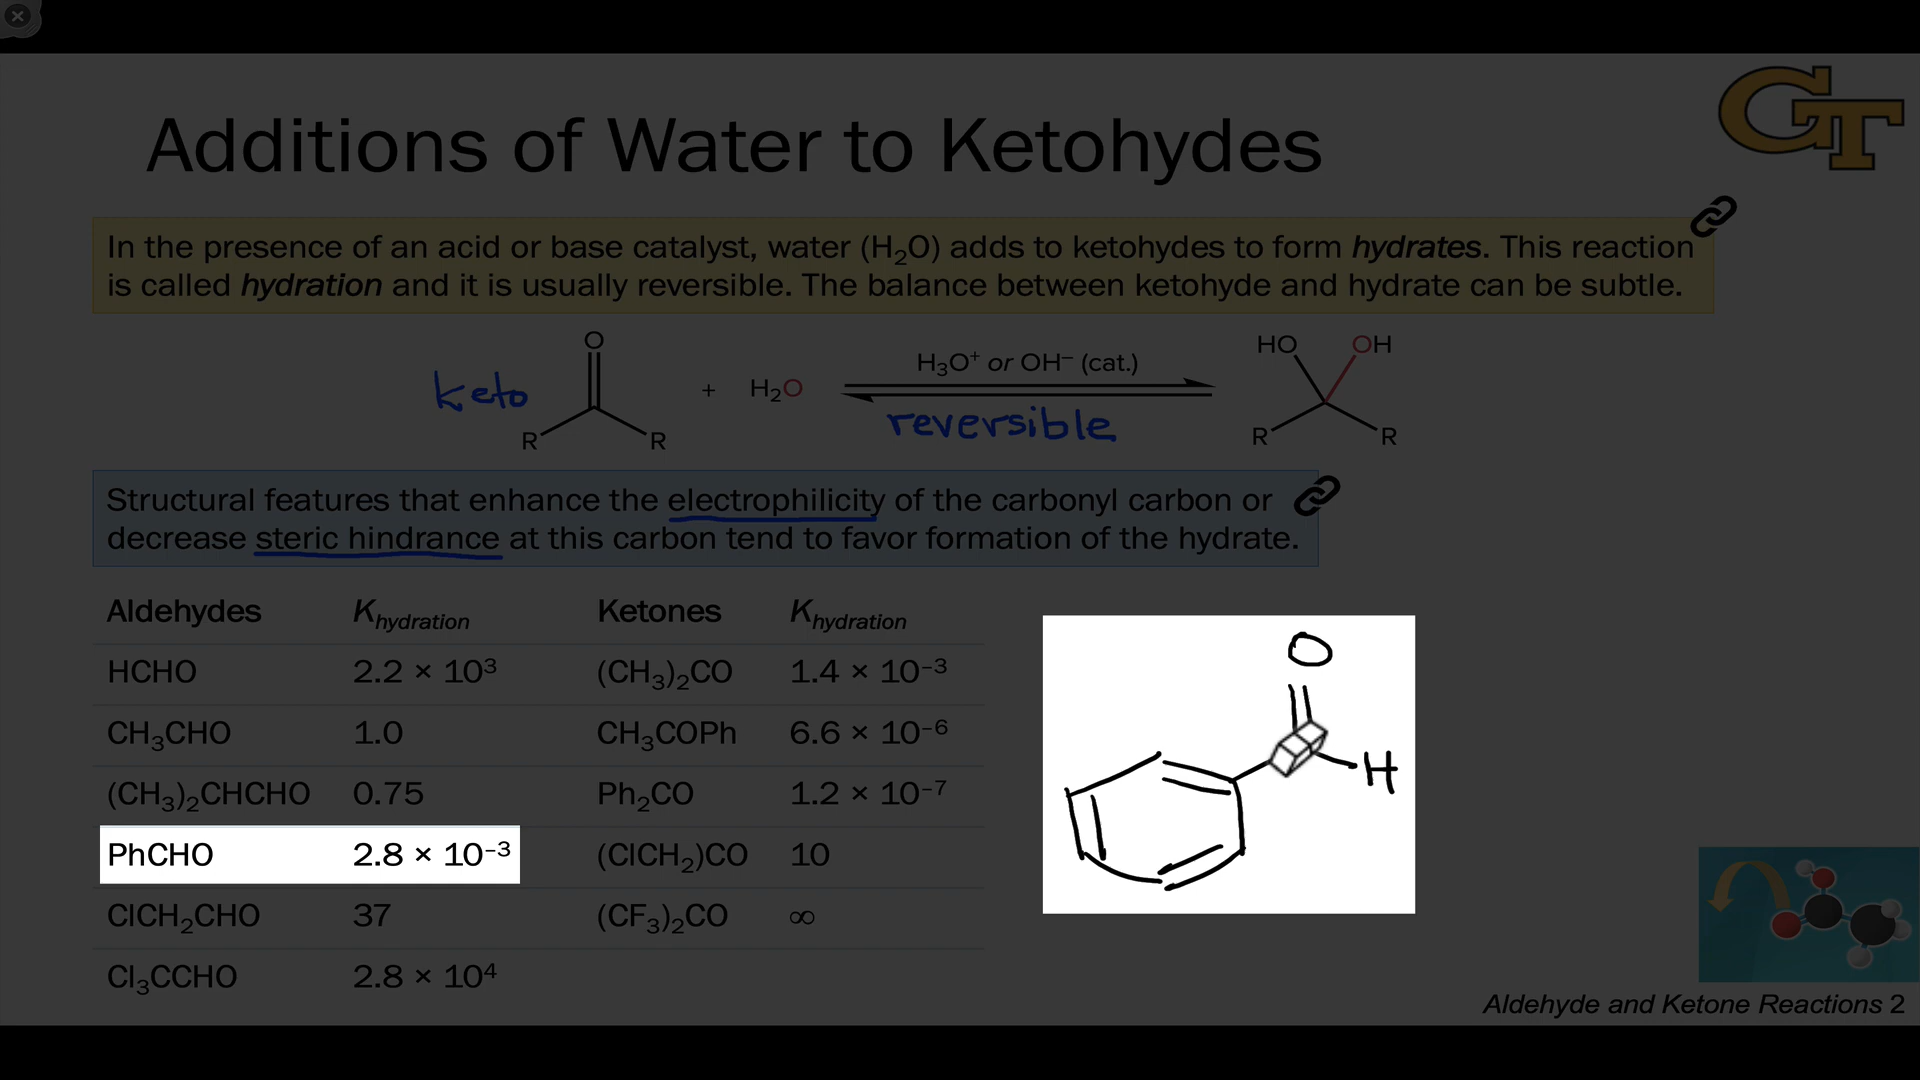 GT
Additions of Water to Ketohydes
In the presence of an acid or base catalyst, water (H₂O) adds to ketohydes to form hydrates. This reaction
is called hydration and it is usually reversible. The balance between ketohyde and hydrate can be subtle.
keto
O
R
R
+
H₂O
H₃O⁺ or OH⁻ (cat.)
reversible
HO
OH
R
R
Structural features that enhance the electrophilicity of the carbonyl carbon or
decrease steric hindrance at this carbon tend to favor formation of the hydrate.
Aldehydes K hydration Ketones K hydration
HCHO 2.2 × 10³ (CH₃)₂CO 1.4 × 10⁻³
CH₃CHO 1.0 CH₃COPh 6.6 × 10⁻⁶
(CH₃)₂CHCHO 0.75 Ph₂CO 1.2 × 10⁻⁷
PhCHO 2.8 × 10⁻³ (ClCH₂)CO 10
ClCH₂CHO 37 (CF₃)₂CO ∞
Cl₃CCHO 2.8 × 10⁴
O
H
Aldehyde and Ketone Reactions 2